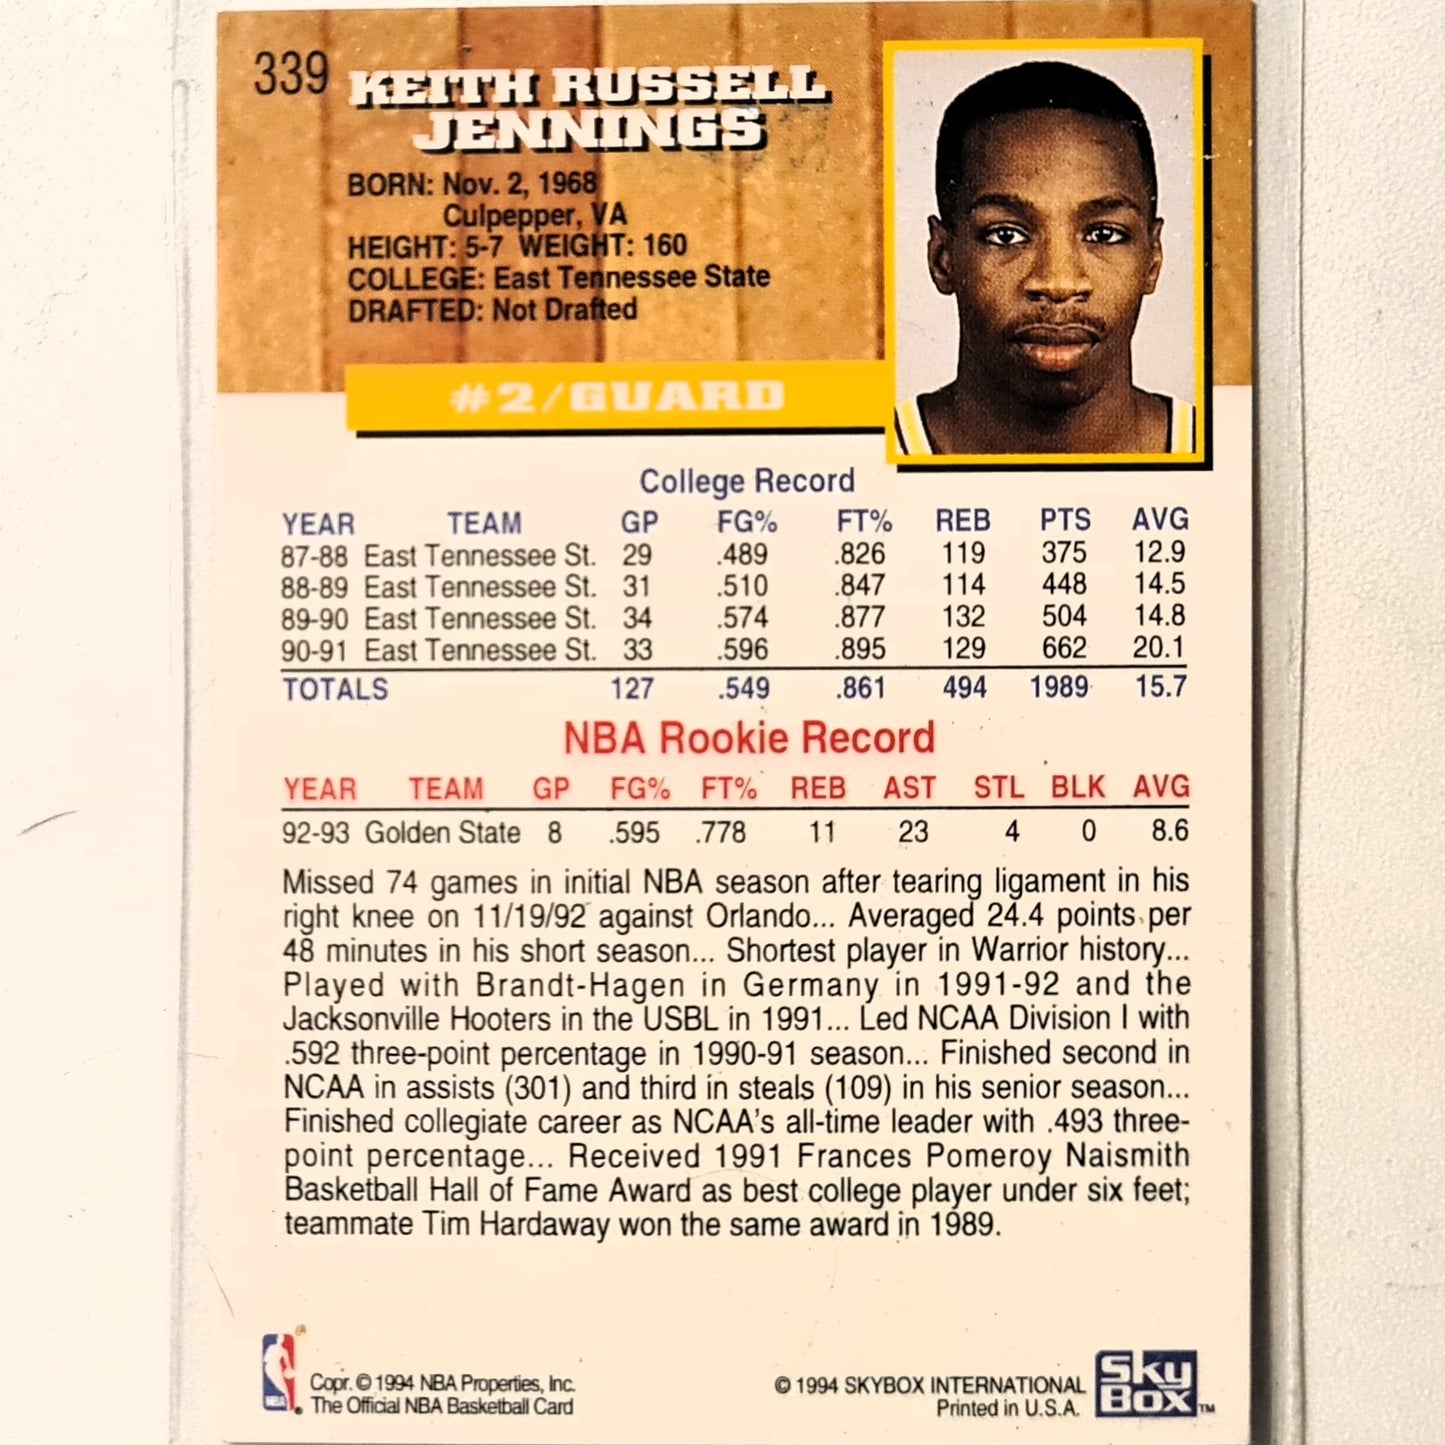 339
KEITH RUSSELL
JENNINGS
BORN: Nov. 2, 1968
Culpepper, VA
HEIGHT: 5-7 WEIGHT: 160
COLLEGE: East Tennessee State
DRAFTED: Not Drafted
#2/GUARD
College Record
YEAR TEAM GP FG% FT% REB PTS AVG
87-88 East Tennessee St. 29 .489 .826 119 375 12.9
88-89 East Tennessee St. 31 .510 .847 114 448 14.5
89-90 East Tennessee St. 34 .574 .877 132 504 14.8
90-91 East Tennessee St. 33 .596 .895 129 662 20.1
TOTALS 127 .549 .861 494 1989 15.7
NBA Rookie Record
YEAR TEAM GP FG% FT% REB AST STL BLK AVG
92-93 Golden State 8 .595 .778 11 23 4 0 8.6
Missed 74 games in initial NBA season after tearing ligament in his
right knee on 11/19/92 against Orlando... Averaged 24.4 points per
48 minutes in his short season... Shortest player in Warrior history...
Played with Brandt-Hagen in Germany in 1991-92 and the
Jacksonville Hooters in the USBL in 1991... Led NCAA Division I with
.592 three-point percentage in 1990-91 season... Finished second in
NCAA in assists (301) and third in steals (109) in his senior season...
Finished collegiate career as NCAA's all-time leader with .493 three-
point percentage... Received 1991 Frances Pomeroy Naismith
Basketball Hall of Fame Award as best college player under six feet;
teammate Tim Hardaway won the same award in 1989.
NBA
Copr. © 1994 NBA Properties, Inc.
The Official NBA Basketball Card
© 1994 SKYBOX INTERNATIONAL
Printed in U.S.A.
SKY
BOX™